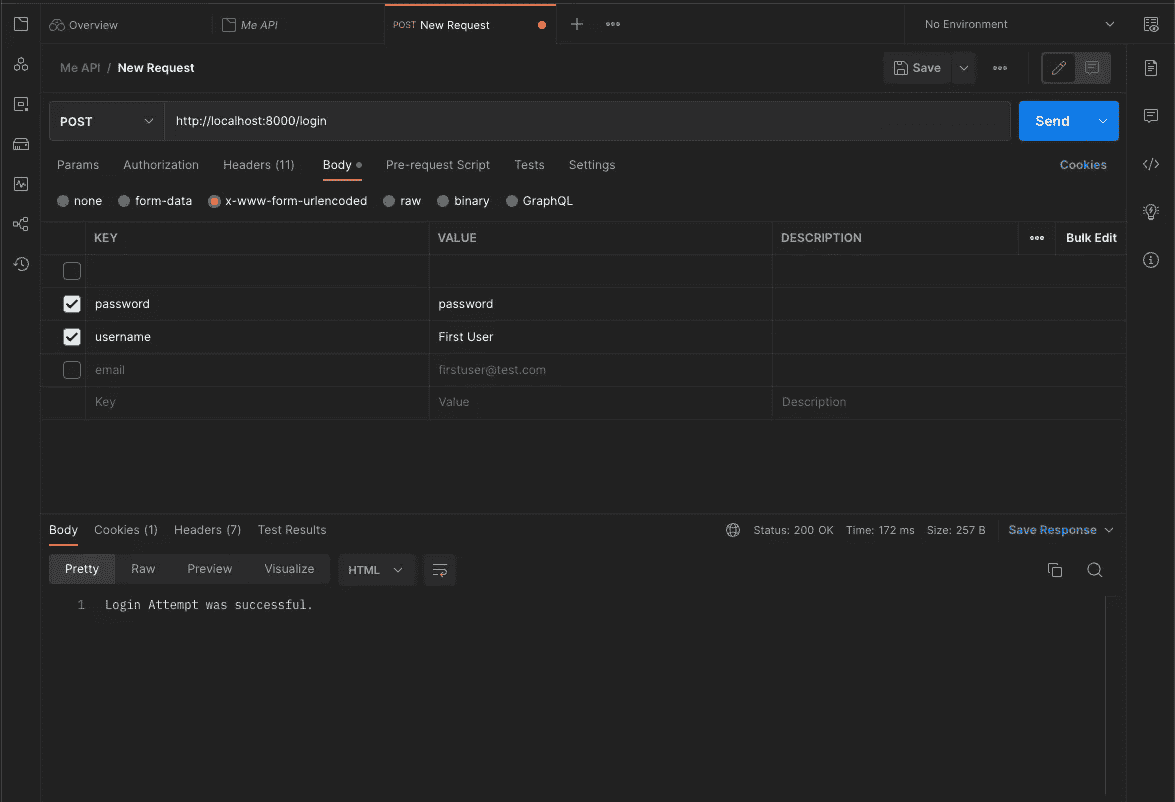 Overview Me API POST New Request No Environment
Me API / New Request Save
POST http://localhost:8000/login Send
Params Authorization Headers (11) Body Pre-request Script Tests Settings Cookies
none form-data x-www-form-urlencoded raw binary GraphQL
KEY VALUE DESCRIPTION Bulk Edit
password password
username First User
email firstuser@test.com
Key Value Description
Body Cookies (1) Headers (7) Test Results Status: 200 OK Time: 172 ms Size: 257 B Save Response
Pretty Raw Preview Visualize HTML
1 Login Attempt was successful.